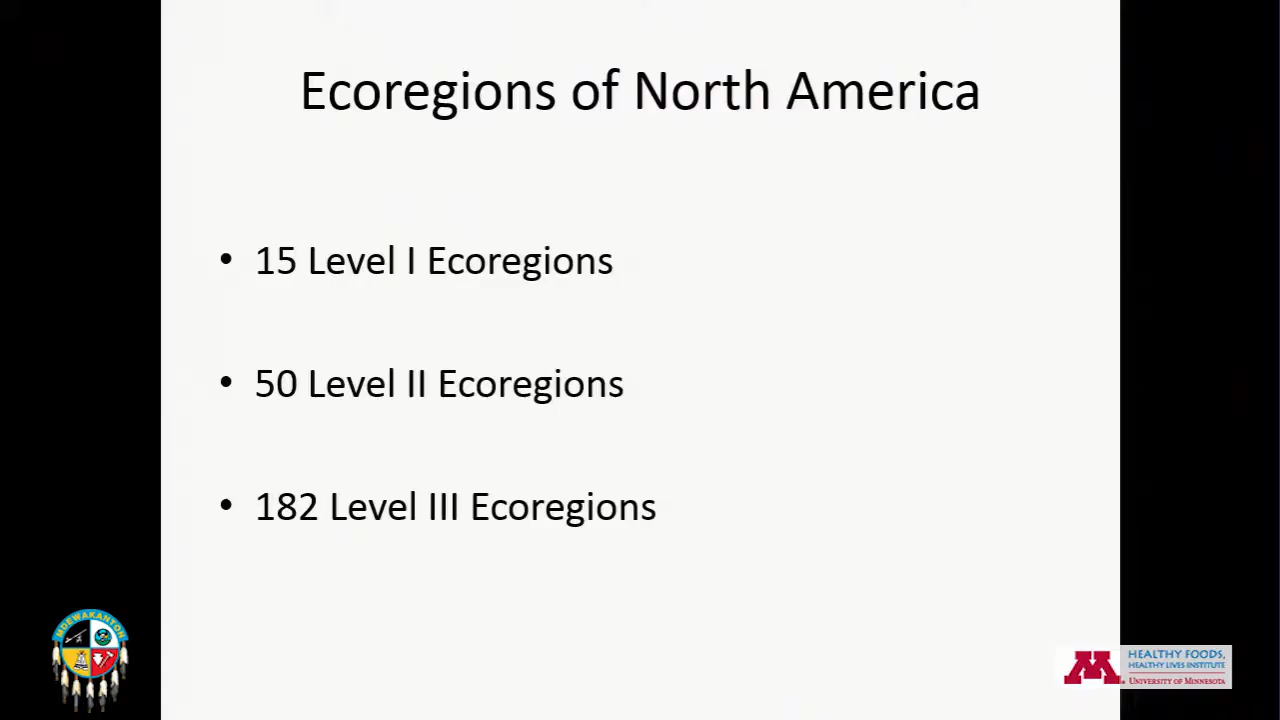 Ecoregions of North America
• 15 Level I Ecoregions
• 50 Level II Ecoregions
• 182 Level III Ecoregions
MDEWAKANTON
M
HEALTHY FOODS,
HEALTHY LIVES INSTITUTE
UNIVERSITY OF MINNESOTA